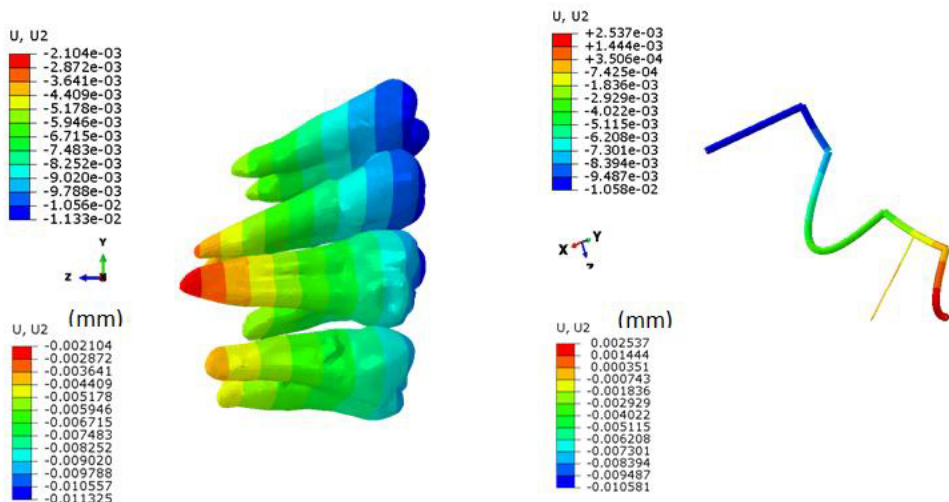 U, U2
-2.104e-03
-2.872e-03
-3.641e-03
-4.409e-03
-5.178e-03
-5.946e-03
-6.715e-03
-7.483e-03
-8.252e-03
-9.020e-03
-9.788e-03
-1.056e-02
-1.133e-02
Y
Z
X
(mm)
U, U2
-0.002104
-0.002872
-0.003641
-0.004409
-0.005178
-0.005946
-0.006715
-0.007483
-0.008252
-0.009020
-0.009788
-0.010557
-0.011325
U, U2
+2.537e-03
+1.444e-03
+3.506e-04
-7.425e-04
-1.836e-03
-2.929e-03
-4.022e-03
-5.115e-03
-6.208e-03
-7.301e-03
-8.394e-03
-9.487e-03
-1.058e-02
X
Y
(mm)
U, U2
0.002537
0.001444
0.000351
-0.000743
-0.001836
-0.002929
-0.004022
-0.005115
-0.006208
-0.007301
-0.008394
-0.009487
-0.010581